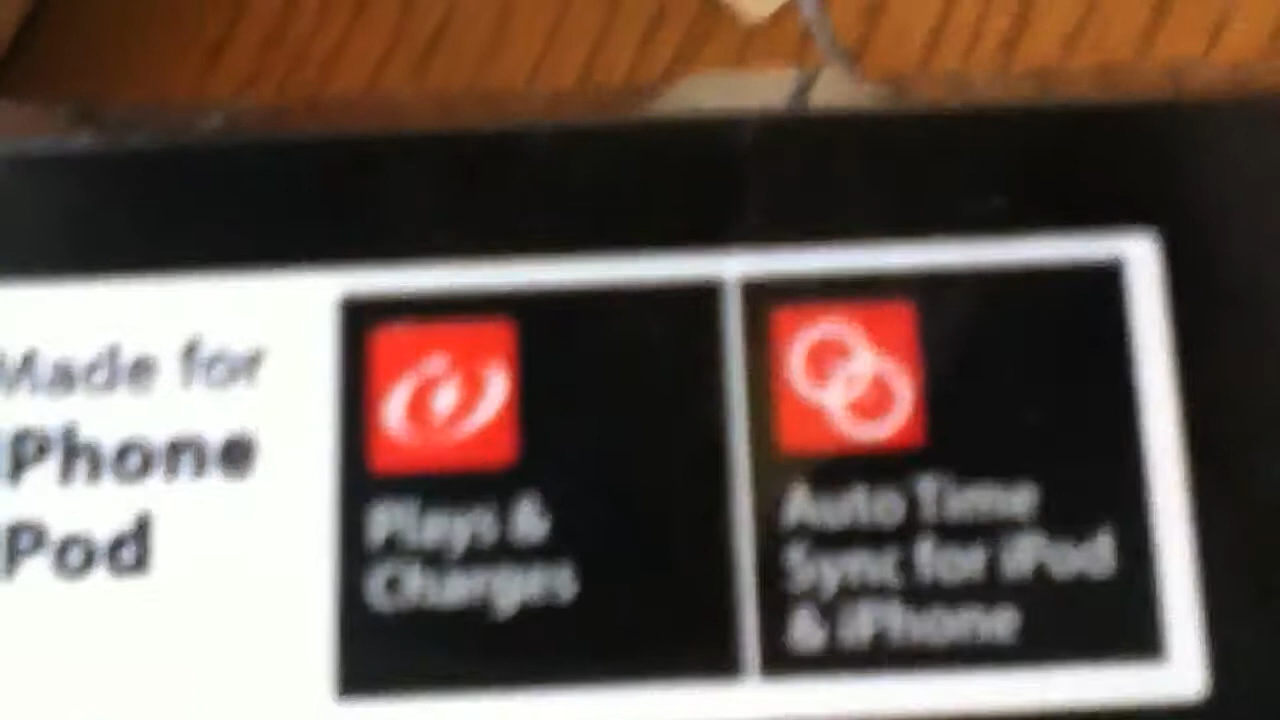 Made for
iPhone
iPod
Plays &
Charges
Auto Time
Sync for iPod
& iPhone